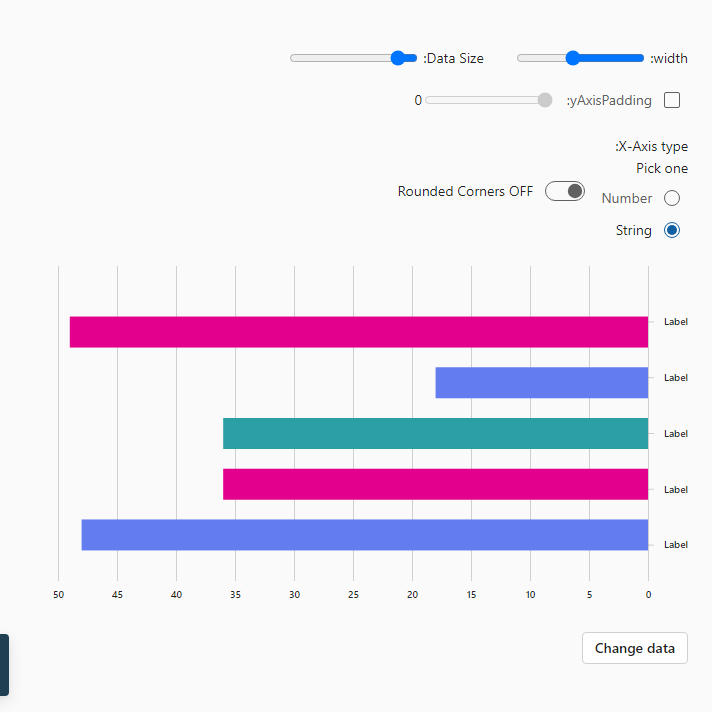 width:
Data Size:
yAxisPadding:
0
X-Axis type:
Pick one
Number
Rounded Corners OFF
String
Label
Label
Label
Label
Label
50 45 40 35 30 25 20 15 10 5 0
Change data